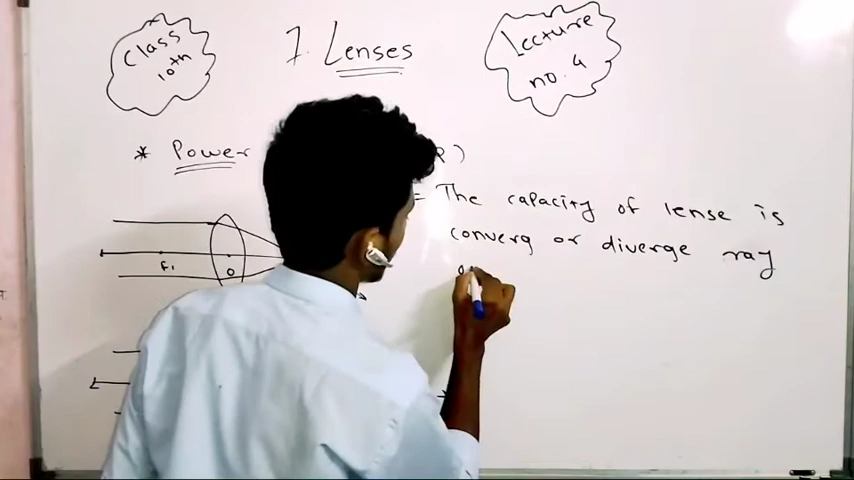 Class
10th
7. Lenses
Lecture
no. 4
* Power P)
= The capacity of lense is
converg or diverge ray
F1 O